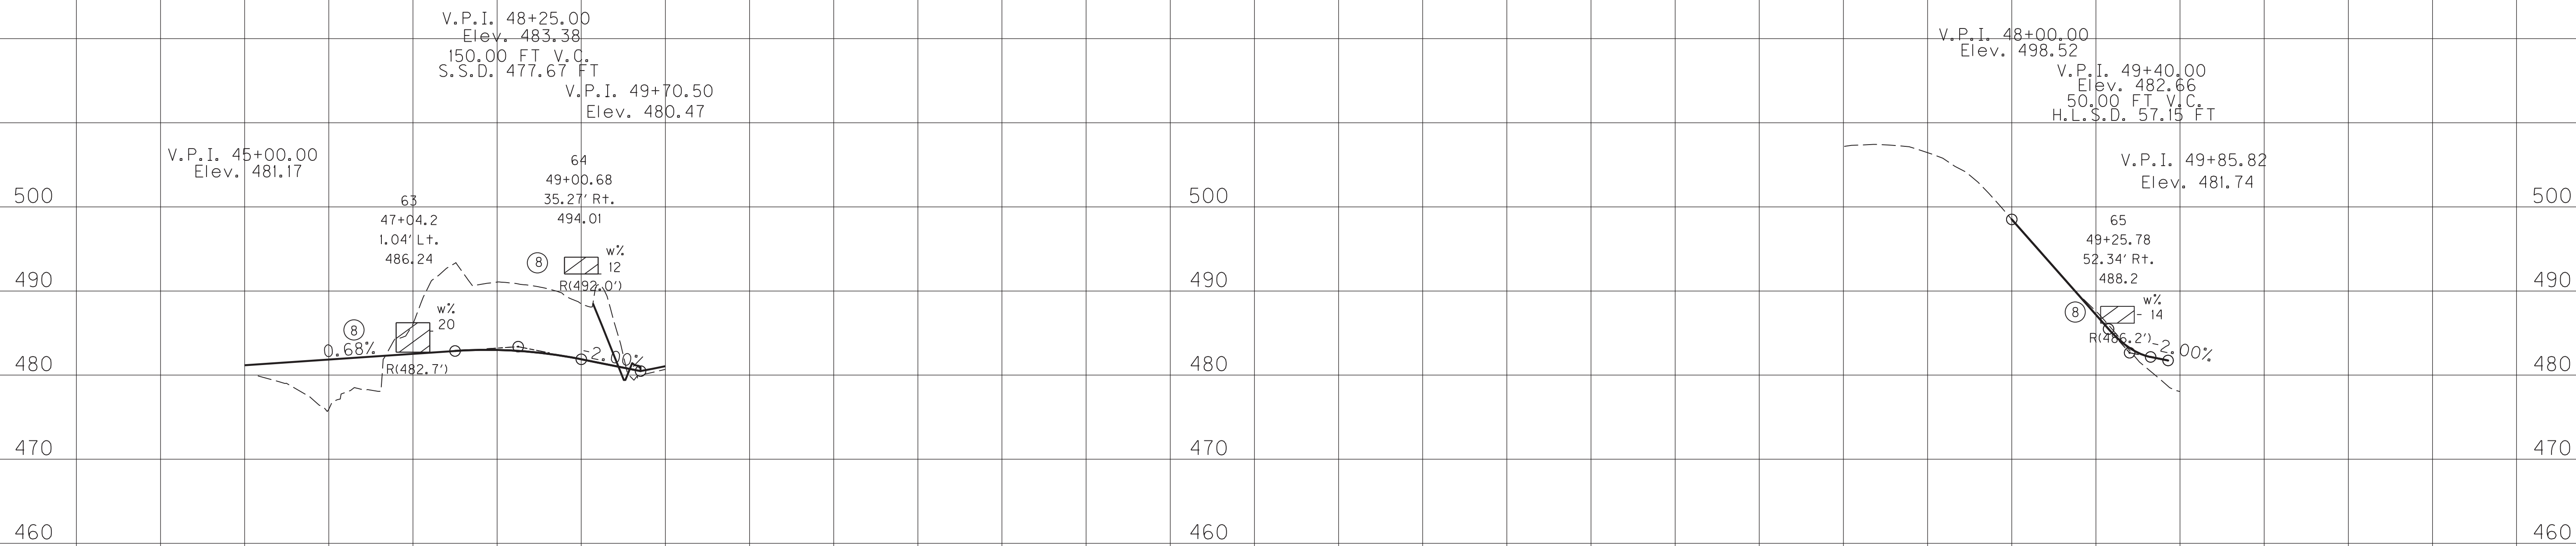 V.P.I. 48+25.00
Elev. 483.38
150.00 FT V.C.
S.S.D. 477.67 FT
V.P.I. 49+70.50
Elev. 480.47
V.P.I. 45+00.00
Elev. 481.17
63
47+04.2
1.04' Lt.
486.24
64
49+00.68
35.27' Rt.
494.01
8
w%
12
R(492.0')
8
w%
20
0.68%
R(482.7')
-2.00%
V.P.I. 48+00.00
Elev. 498.52
V.P.I. 49+40.00
Elev. 482.66
50.00 FT V.C.
H.L.S.D. 57.15 FT
V.P.I. 49+85.82
Elev. 481.74
65
49+25.78
52.34' Rt.
488.2
8
w%
14
R(486.2')
-2.00%
500
490
480
470
460
500
490
480
470
460
500
490
480
470
460